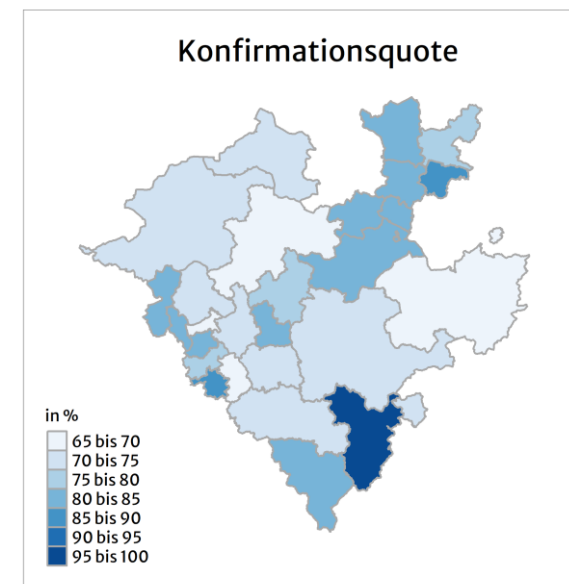 Konfirmationsquote
in %
65 bis 70
70 bis 75
75 bis 80
80 bis 85
85 bis 90
90 bis 95
95 bis 100